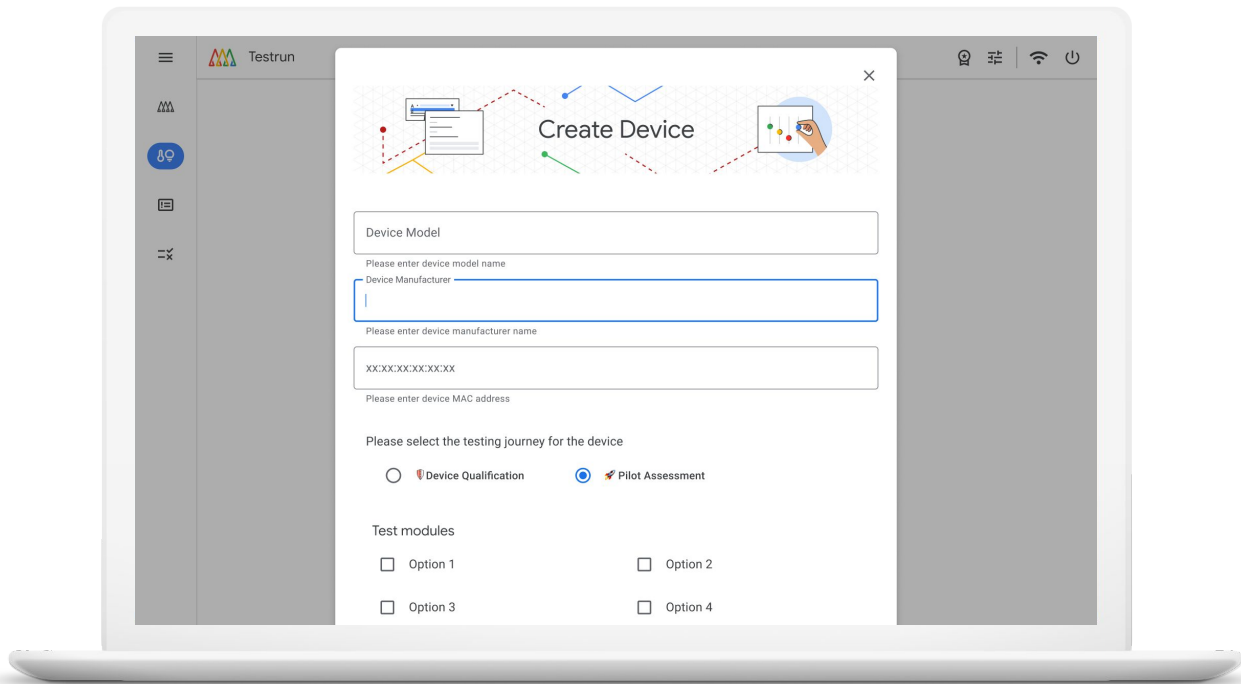 Testrun
Create Device
Device Model
Please enter device model name
Device Manufacturer
Please enter device manufacturer name
xx:xx:xx:xx:xx:xx
Please enter device MAC address
Please select the testing journey for the device
Device Qualification Pilot Assessment
Test modules
Option 1 Option 2
Option 3 Option 4